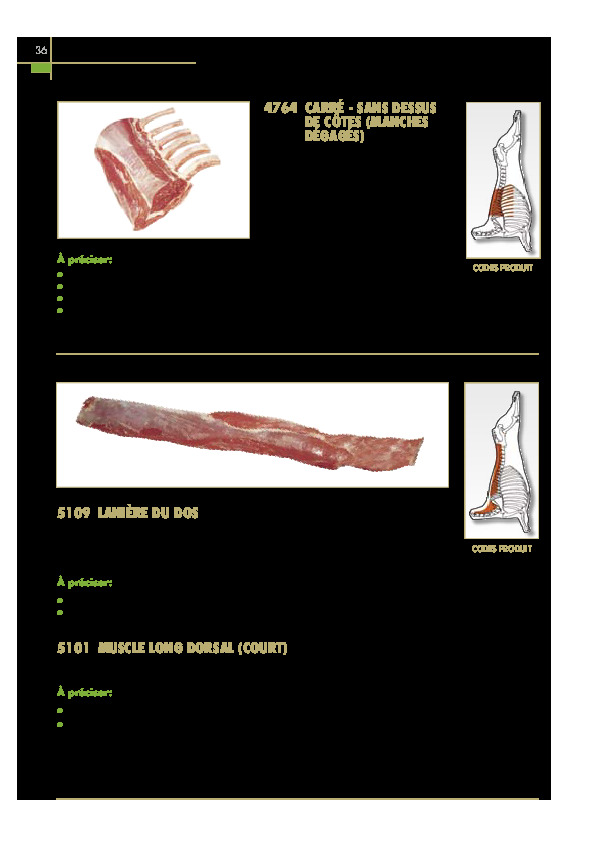 36
4764 CARRÉ - SANS DESSUS
DE CÔTES (MANCHES
DÉGAGÉS)
CODES PRODUIT
À préciser:
5109 LANIÈRE DU DOS
CODES PRODUIT
À préciser:
5101 MUSCLE LONG DORSAL (COURT)
À préciser: